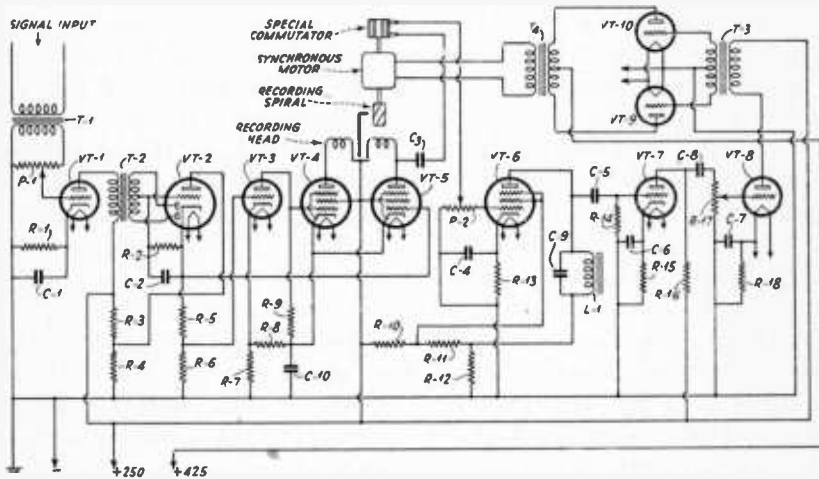 SIGNAL INPUT
SPECIAL COMMUTATOR
SYNCHRONOUS MOTOR
RECORDING SPIRAL
RECORDING HEAD
T-1
P-1
VT-1
T-2
VT-2
VT-3
VT-4
VT-5
C3
T4
VT-10
VT-9
T-3
VT-6
P-2
C-5
VT-7
C-8
VT-8
R-1
C-1
R-2
C-2
R-3
R-4
R-5
R-6
R-7
R-8
R-9
C-10
C-4
R-13
C-9
L-1
R-14
C-6
R-15
R-16
R-17
C-7
R-18
R-10
R-11
R-12
-
+250
+425